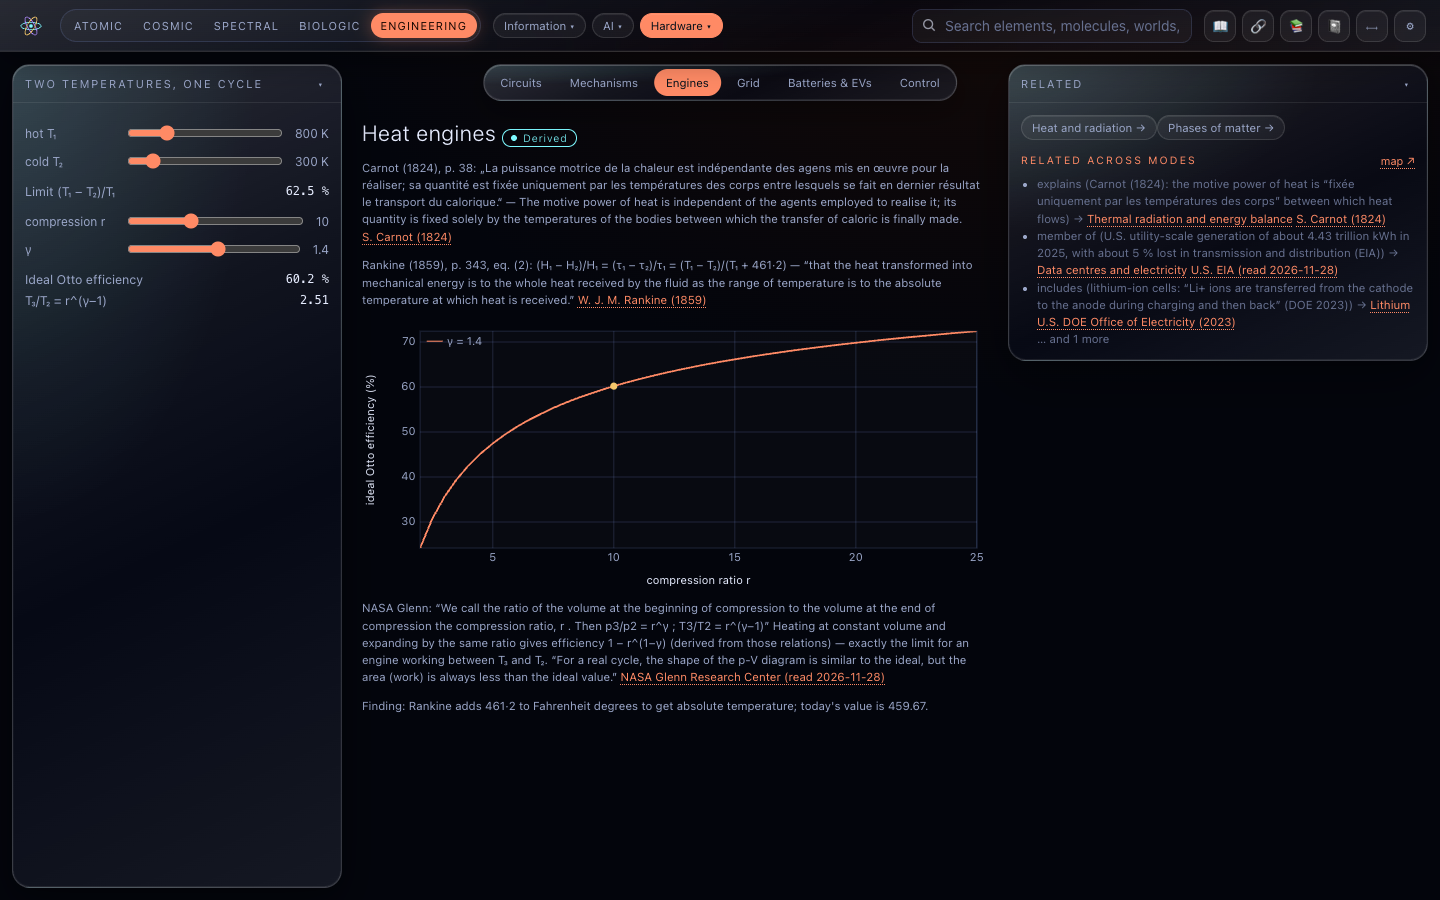 ATOMIC COSMIC SPECTRAL BIOLOGIC ENGINEERING Information ▾ AI ▾ Hardware ▾ Search elements, molecules, worlds,
TWO TEMPERATURES, ONE CYCLE
hot T₁ 800 K
cold T₂ 300 K
Limit (T₁ − T₂)/T₁ 62.5 %
compression r 10
γ 1.4
Ideal Otto efficiency 60.2 %
T₃/T₂ = r^(γ−1) 2.51
Circuits Mechanisms Engines Grid Batteries & EVs Control
Heat engines Derived
Carnot (1824), p. 38: „La puissance motrice de la chaleur est indépendante des agens mis en œuvre pour la
réaliser; sa quantité est fixée uniquement par les températures des corps entre lesquels se fait en dernier résultat
le transport du calorique.“ — The motive power of heat is independent of the agents employed to realise it; its
quantity is fixed solely by the temperatures of the bodies between which the transfer of caloric is finally made.
S. Carnot (1824)
Rankine (1859), p. 343, eq. (2): (H₁ − H₂)/H₁ = (τ₁ − τ₂)/τ₁ = (T₁ − T₂)/(T₁ + 461·2) — “that the heat transformed into
mechanical energy is to the whole heat received by the fluid as the range of temperature is to the absolute
temperature at which heat is received.” W. J. M. Rankine (1859)
γ = 1.4
70
60
50
40
30
ideal Otto efficiency (%)
5 10 15 20 25
compression ratio r
NASA Glenn: “We call the ratio of the volume at the beginning of compression to the volume at the end of
compression the compression ratio, r . Then p3/p2 = r^γ ; T3/T2 = r^(γ−1)” Heating at constant volume and
expanding by the same ratio gives efficiency 1 − r^(1−γ) (derived from those relations) — exactly the limit for an
engine working between T₃ and T₂. “For a real cycle, the shape of the p-V diagram is similar to the ideal, but the
area (work) is always less than the ideal value.” NASA Glenn Research Center (read 2026-11-28)
Finding: Rankine adds 461·2 to Fahrenheit degrees to get absolute temperature; today's value is 459.67.
RELATED
Heat and radiation → Phases of matter →
RELATED ACROSS MODES map ↗
• explains (Carnot (1824): the motive power of heat is “fixée
uniquement par les températures des corps” between which heat
flows) → Thermal radiation and energy balance S. Carnot (1824)
• member of (U.S. utility-scale generation of about 4.43 trillion kWh in
2025, with about 5 % lost in transmission and distribution (EIA)) →
Data centres and electricity U.S. EIA (read 2026-11-28)
• includes (lithium-ion cells: “Li+ ions are transferred from the cathode
to the anode during charging and then back” (DOE 2023)) → Lithium
U.S. DOE Office of Electricity (2023)
... and 1 more